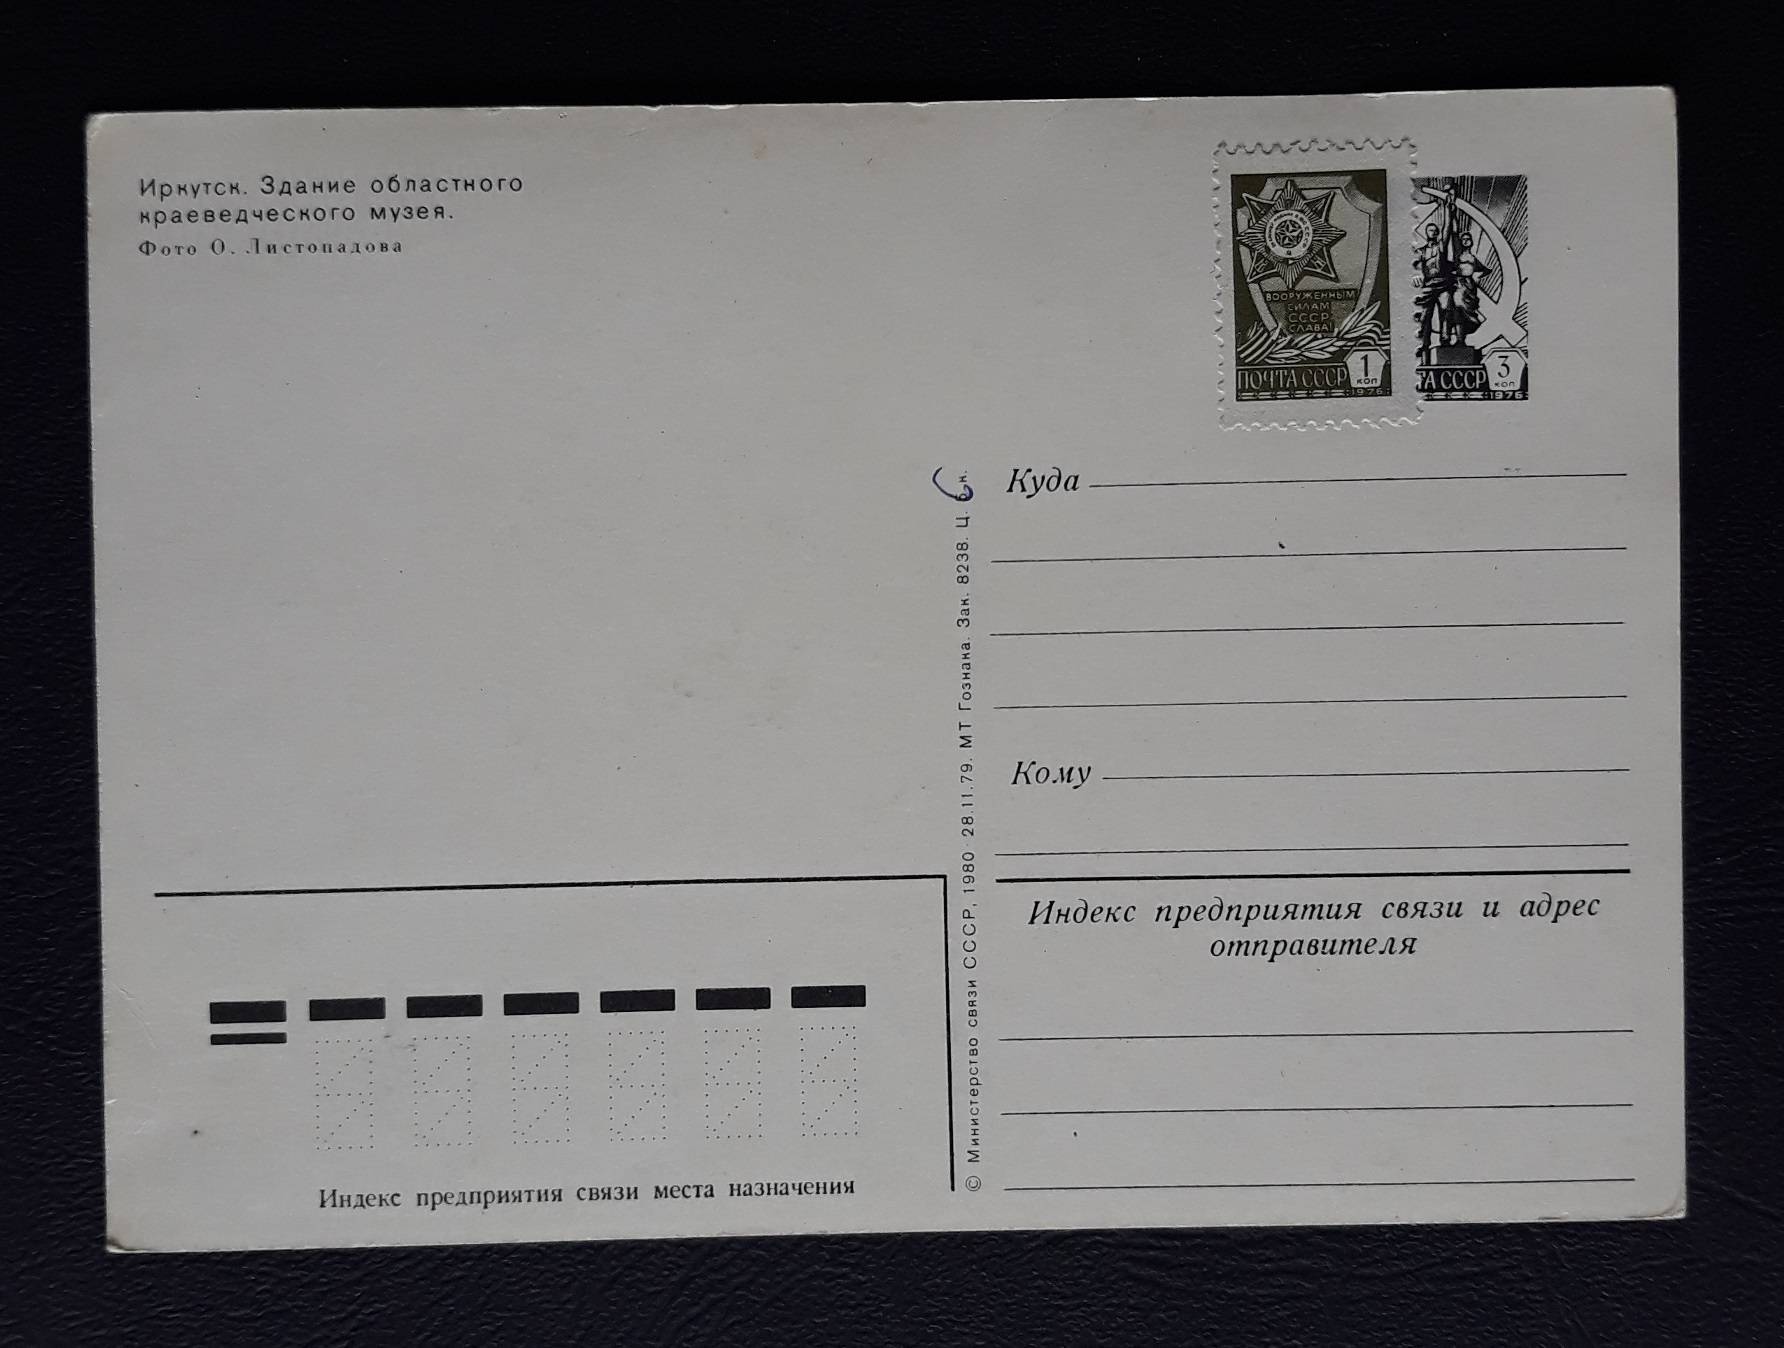 Иркутск. Здание областного
краеведческого музея.
Фото О. Листопадова
ВООРУЖЕННЫМ
СИЛАМ
СССР
СЛАВА!
ПОЧТА СССР
1
КОП
1976
ТА СССР
3
КОП
1976
Куда
Кому
© Министерство связи СССР, 1980 · 28.11.79. МТ Гознака. Зак. 8238. Ц. к.
Индекс предприятия связи и адрес
отправителя
Индекс предприятия связи места назначения